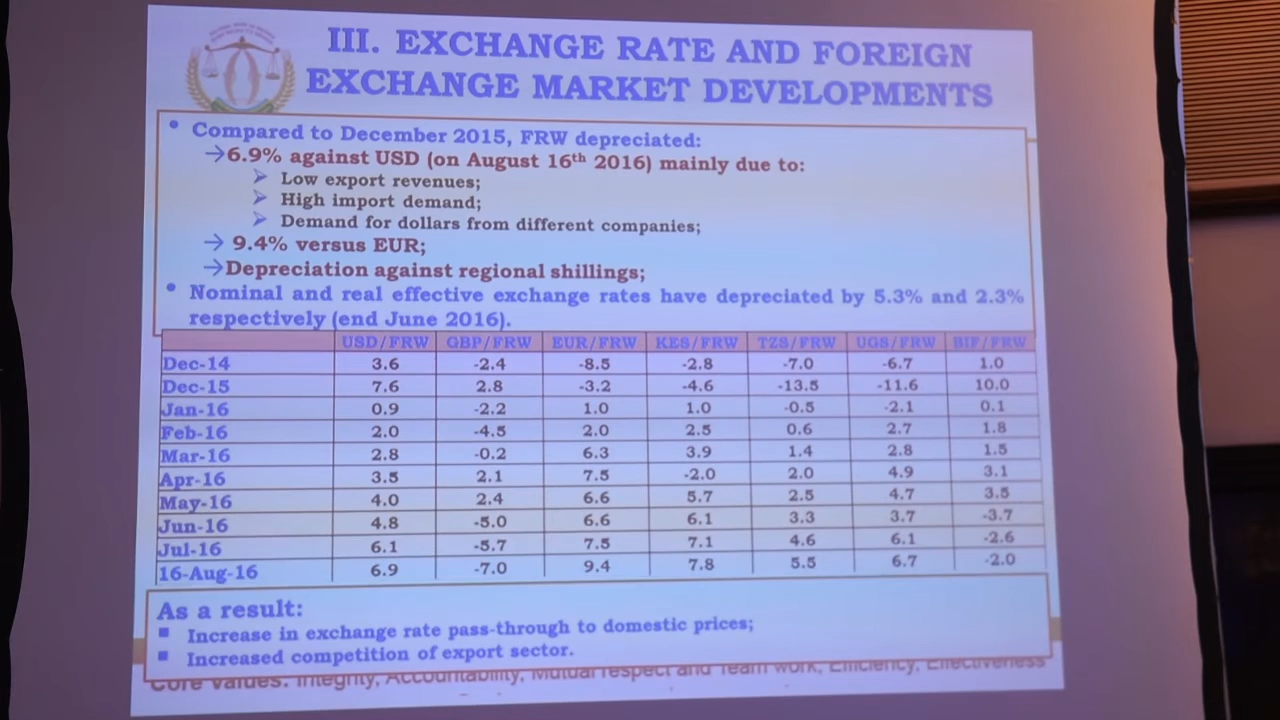 III. EXCHANGE RATE AND FOREIGN
EXCHANGE MARKET DEVELOPMENTS
• Compared to December 2015, FRW depreciated:
→6.9% against USD (on August 16th 2016) mainly due to:
➢ Low export revenues;
➢ High import demand;
➢ Demand for dollars from different companies;
→ 9.4% versus EUR;
→Depreciation against regional shillings;
• Nominal and real effective exchange rates have depreciated by 5.3% and 2.3%
respectively (end June 2016).
USD/FRW GBP/FRW EUR/FRW KES/FRW TZS/FRW UGS/FRW BIF/FRW
Dec-14 3.6 -2.4 -8.5 -2.8 -7.0 -6.7 1.0
Dec-15 7.6 2.8 -3.2 -4.6 -13.5 -11.6 10.0
Jan-16 0.9 -2.2 1.0 1.0 -0.5 -2.1 0.1
Feb-16 2.0 -4.5 2.0 2.5 0.6 2.7 1.8
Mar-16 2.8 -0.2 6.3 3.9 1.4 2.8 1.5
Apr-16 3.5 2.1 7.5 -2.0 2.0 4.9 3.1
May-16 4.0 2.4 6.6 5.7 2.5 4.7 3.5
Jun-16 4.8 -5.0 6.6 6.1 3.3 3.7 -3.7
Jul-16 6.1 -5.7 7.5 7.1 4.6 6.1 -2.6
16-Aug-16 6.9 -7.0 9.4 7.8 5.5 6.7 -2.0
As a result:
▪ Increase in exchange rate pass-through to domestic prices;
▪ Increased competition of export sector.
Core values: Integrity, Accountability, Mutual respect and Team work, Efficiency, Effectiveness